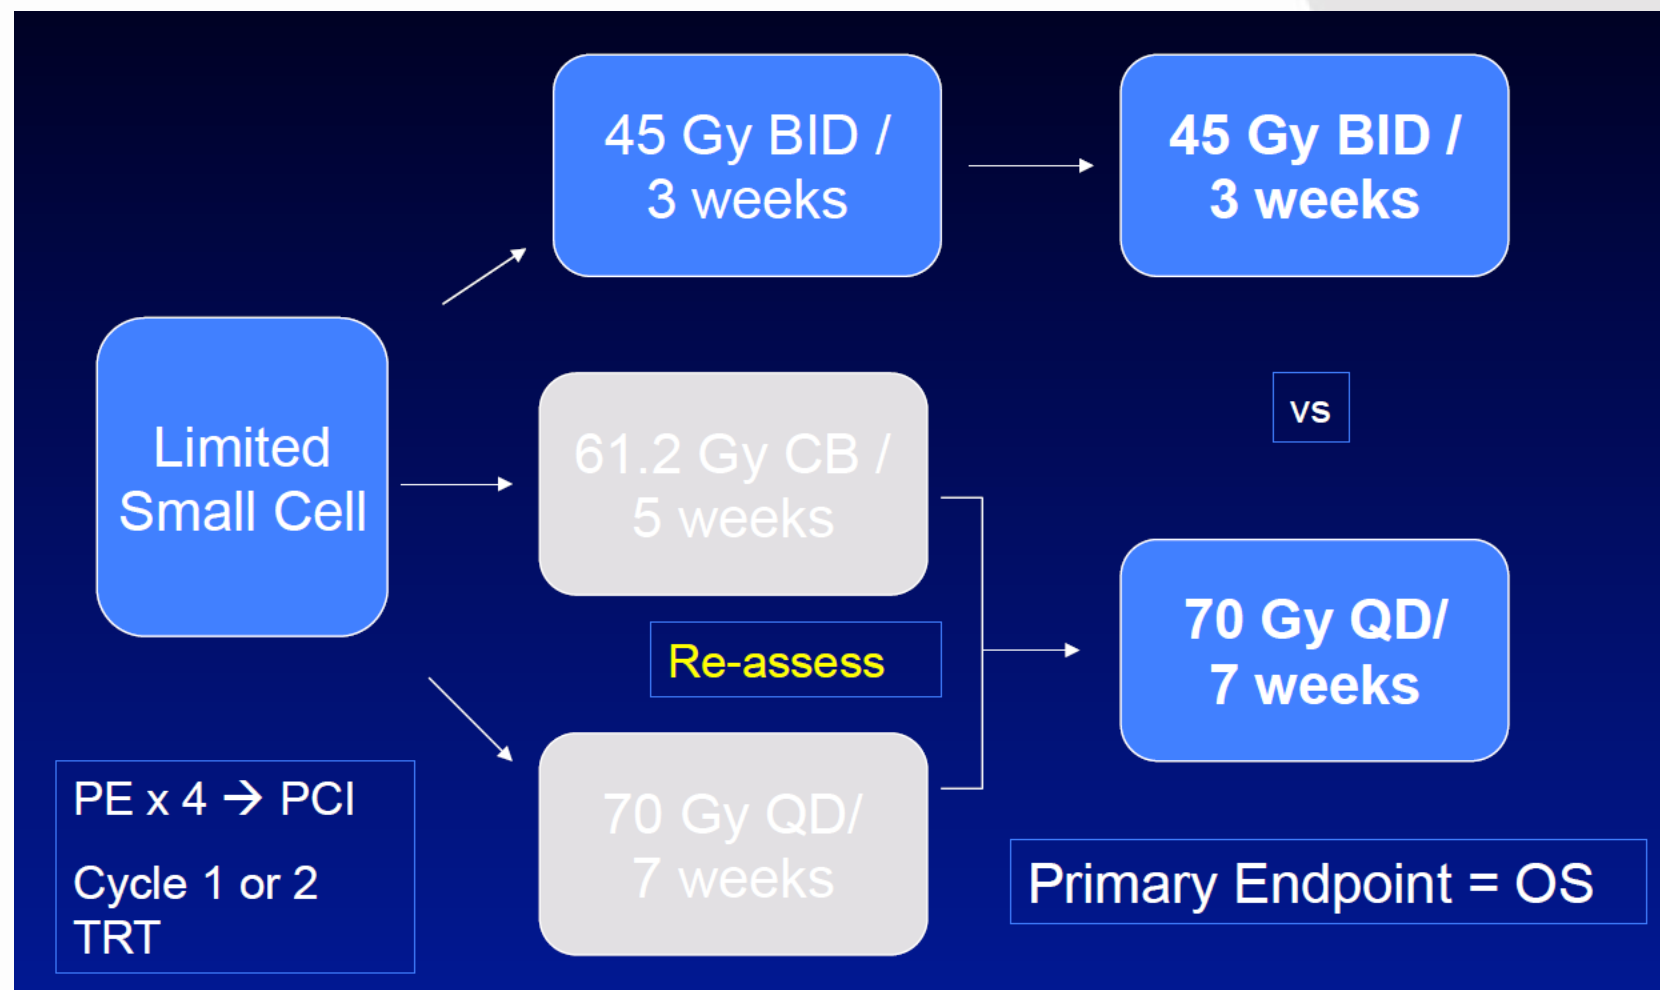 45 Gy BID /
3 weeks
45 Gy BID /
3 weeks
Limited
Small Cell
61.2 Gy CB /
5 weeks
vs
Re-assess
70 Gy QD/
7 weeks
70 Gy QD/
7 weeks
PE x 4 → PCI
Cycle 1 or 2
TRT
Primary Endpoint = OS